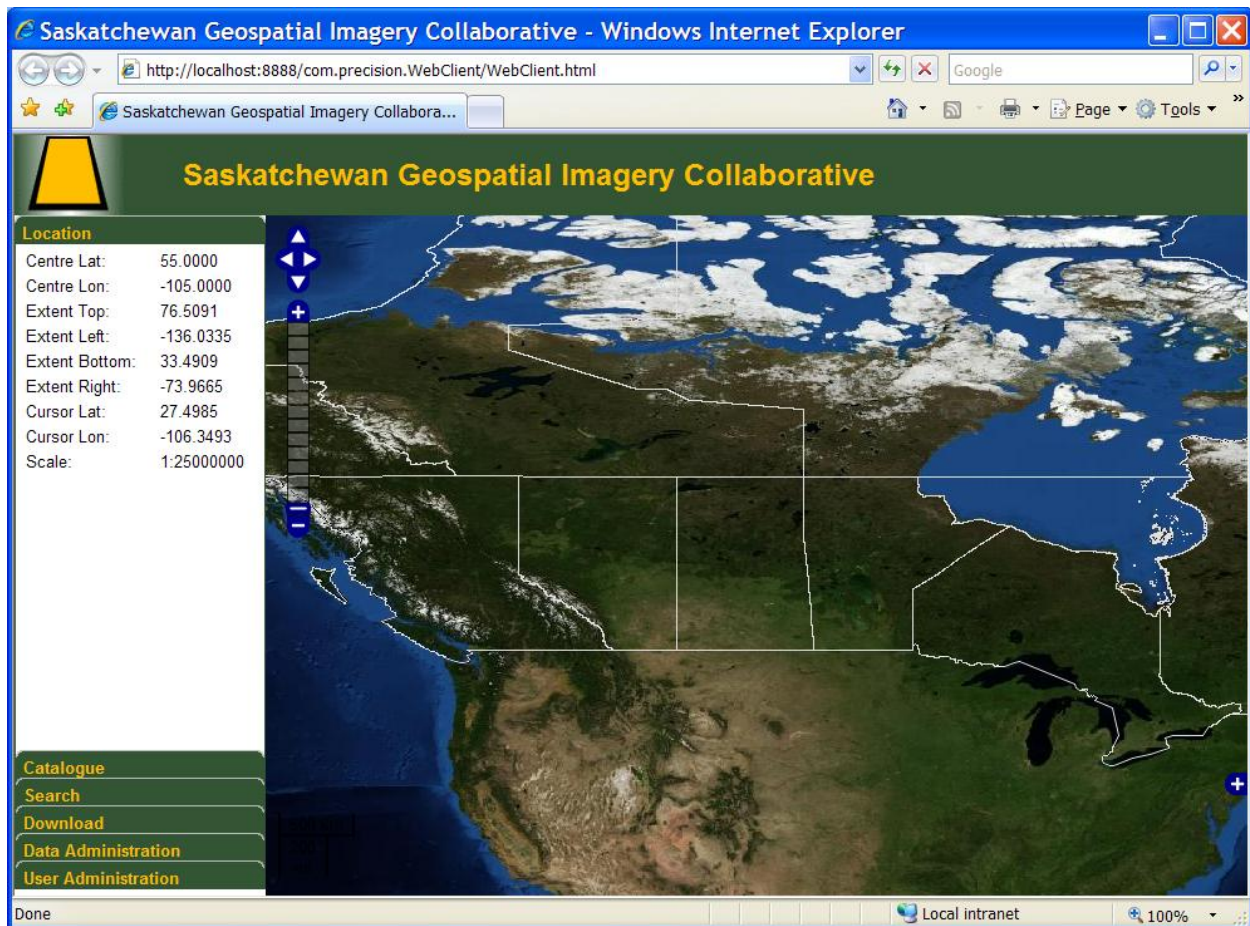 Saskatchewan Geospatial Imagery Collaborative - Windows Internet Explorer
http://localhost:8888/com.precision.WebClient/WebClient.html
Google
Saskatchewan Geospatial Imagery Collabora...
Page
Tools
»
Saskatchewan Geospatial Imagery Collaborative
Location
Centre Lat: 55.0000
Centre Lon: -105.0000
Extent Top: 76.5091
Extent Left: -136.0335
Extent Bottom: 33.4909
Extent Right: -73.9665
Cursor Lat: 27.4985
Cursor Lon: -106.3493
Scale: 1:25000000
Catalogue
Search
Download
Data Administration
User Administration
Done
Local intranet
100%